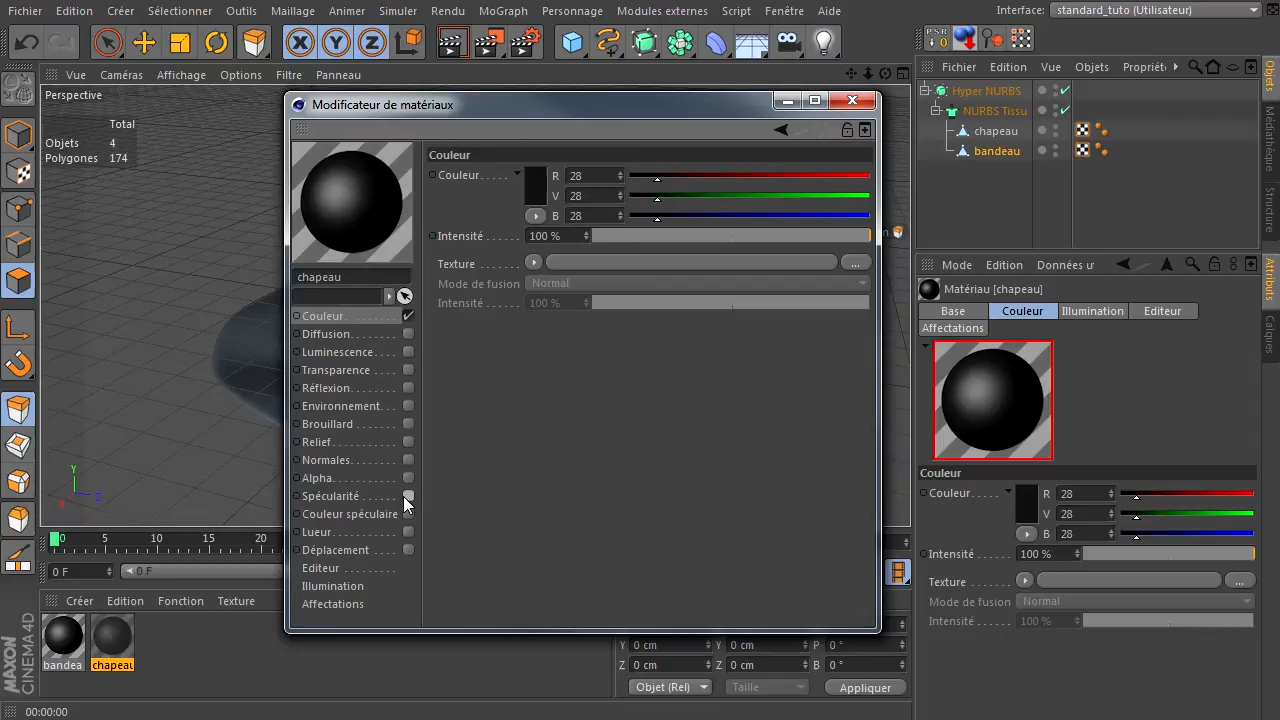 Fichier Edition Créer Sélectionner Outils Maillage Animer Simuler Rendu MoGraph Personnage Modules externes Script Fenêtre Aide
Interface: standard_tuto (Utilisateur)
PSR
Fichier Edition Vue Objets Propriété
Vue Caméras Affichage Options Filtre Panneau
Perspective
Total
Objets 4
Polygones 174
Hyper NURBS
NURBS Tissu
chapeau
bandeau
Objets
Médiathèque
Structure
Attributs
Calques
Modificateur de matériaux
chapeau
Couleur
Diffusion
Luminescence
Transparence
Réflexion
Environnement
Brouillard
Relief
Normales
Alpha
Spécularité
Couleur spéculaire
Lueur
Déplacement
Editeur
Illumination
Affectations
Couleur
Couleur R 28
V 28
B 28
Intensité 100 %
Texture ...
Mode de fusion Normal
Intensité 100 %
Mode Edition Données u
Matériau [chapeau]
Base Couleur Illumination Editeur
Affectations
Couleur
Couleur R 28
V 28
B 28
Intensité 100 %
Texture ...
Mode de fusion Normal
Intensité 100 %
Y
X
Z
0 5 10 15 20
0 F 0 F
Créer Edition Fonction Texture
bandea
chapeau
Y 0 cm Y 0 cm P 0 °
Z 0 cm Z 0 cm B 0 °
Objet (Rel) Taille Appliquer
MAXON
CINEMA 4D
00:00:00